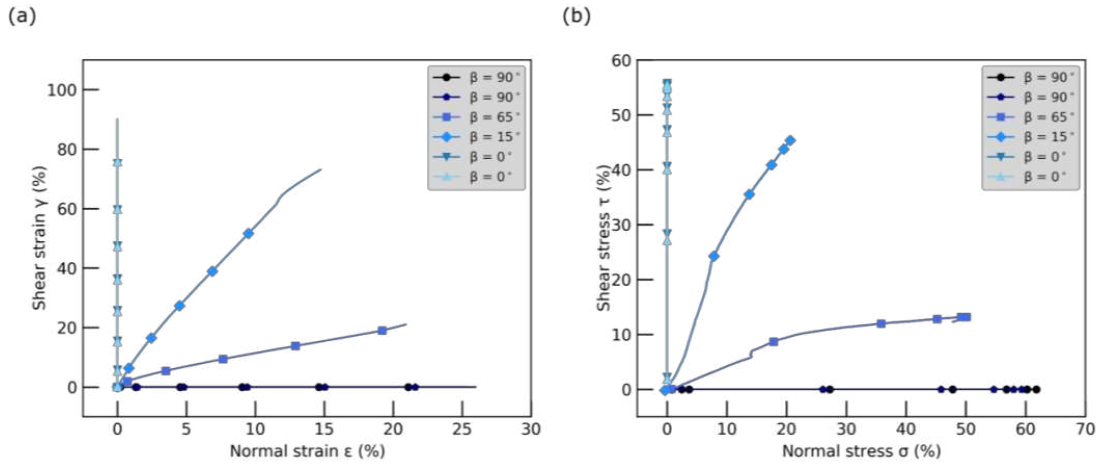 (a)
(b)
Shear strain γ (%)
100
80
60
40
20
0
0 5 10 15 20 25 30
Normal strain ε (%)
β = 90°
β = 90°
β = 65°
β = 15°
β = 0°
β = 0°
Shear stress τ (%)
60
50
40
30
20
10
0
0 10 20 30 40 50 60 70
Normal stress σ (%)
β = 90°
β = 90°
β = 65°
β = 15°
β = 0°
β = 0°